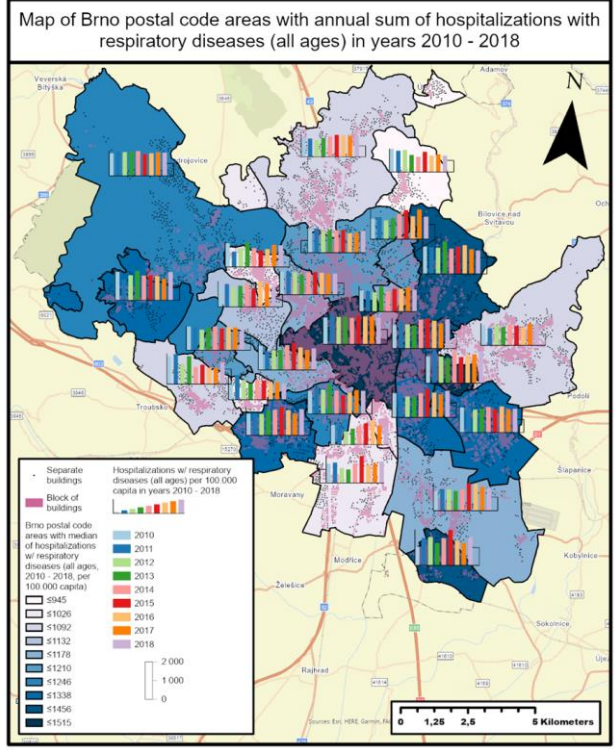 Map of Brno postal code areas with annual sum of hospitalizations with
respiratory diseases (all ages) in years 2010 - 2018
Veverská
Bítýška
Adamov
N
Bílovice nad
Svitavou
Troubsko
Podolí
Šlapanice
Moravany
Modřice
Kobylnice
Želešice
Sokolnice
Rajhrad
Separate
buildings
Block of
buildings
Brno postal code
areas with median
of hospitalizations
w/ respiratory
diseases (all ages,
2010 - 2018, per
100.000 capita)
≤945
≤1026
≤1092
≤1132
≤1178
≤1210
≤1246
≤1338
≤1456
≤1515
Hospitalizations w/ respiratory
diseases (all ages) per 100.000
capita in years 2010 - 2018
2010
2011
2012
2013
2014
2015
2016
2017
2018
2 000
1 000
0
Sources: Esri, HERE, Garmin,
0 1,25 2,5 5 Kilometers